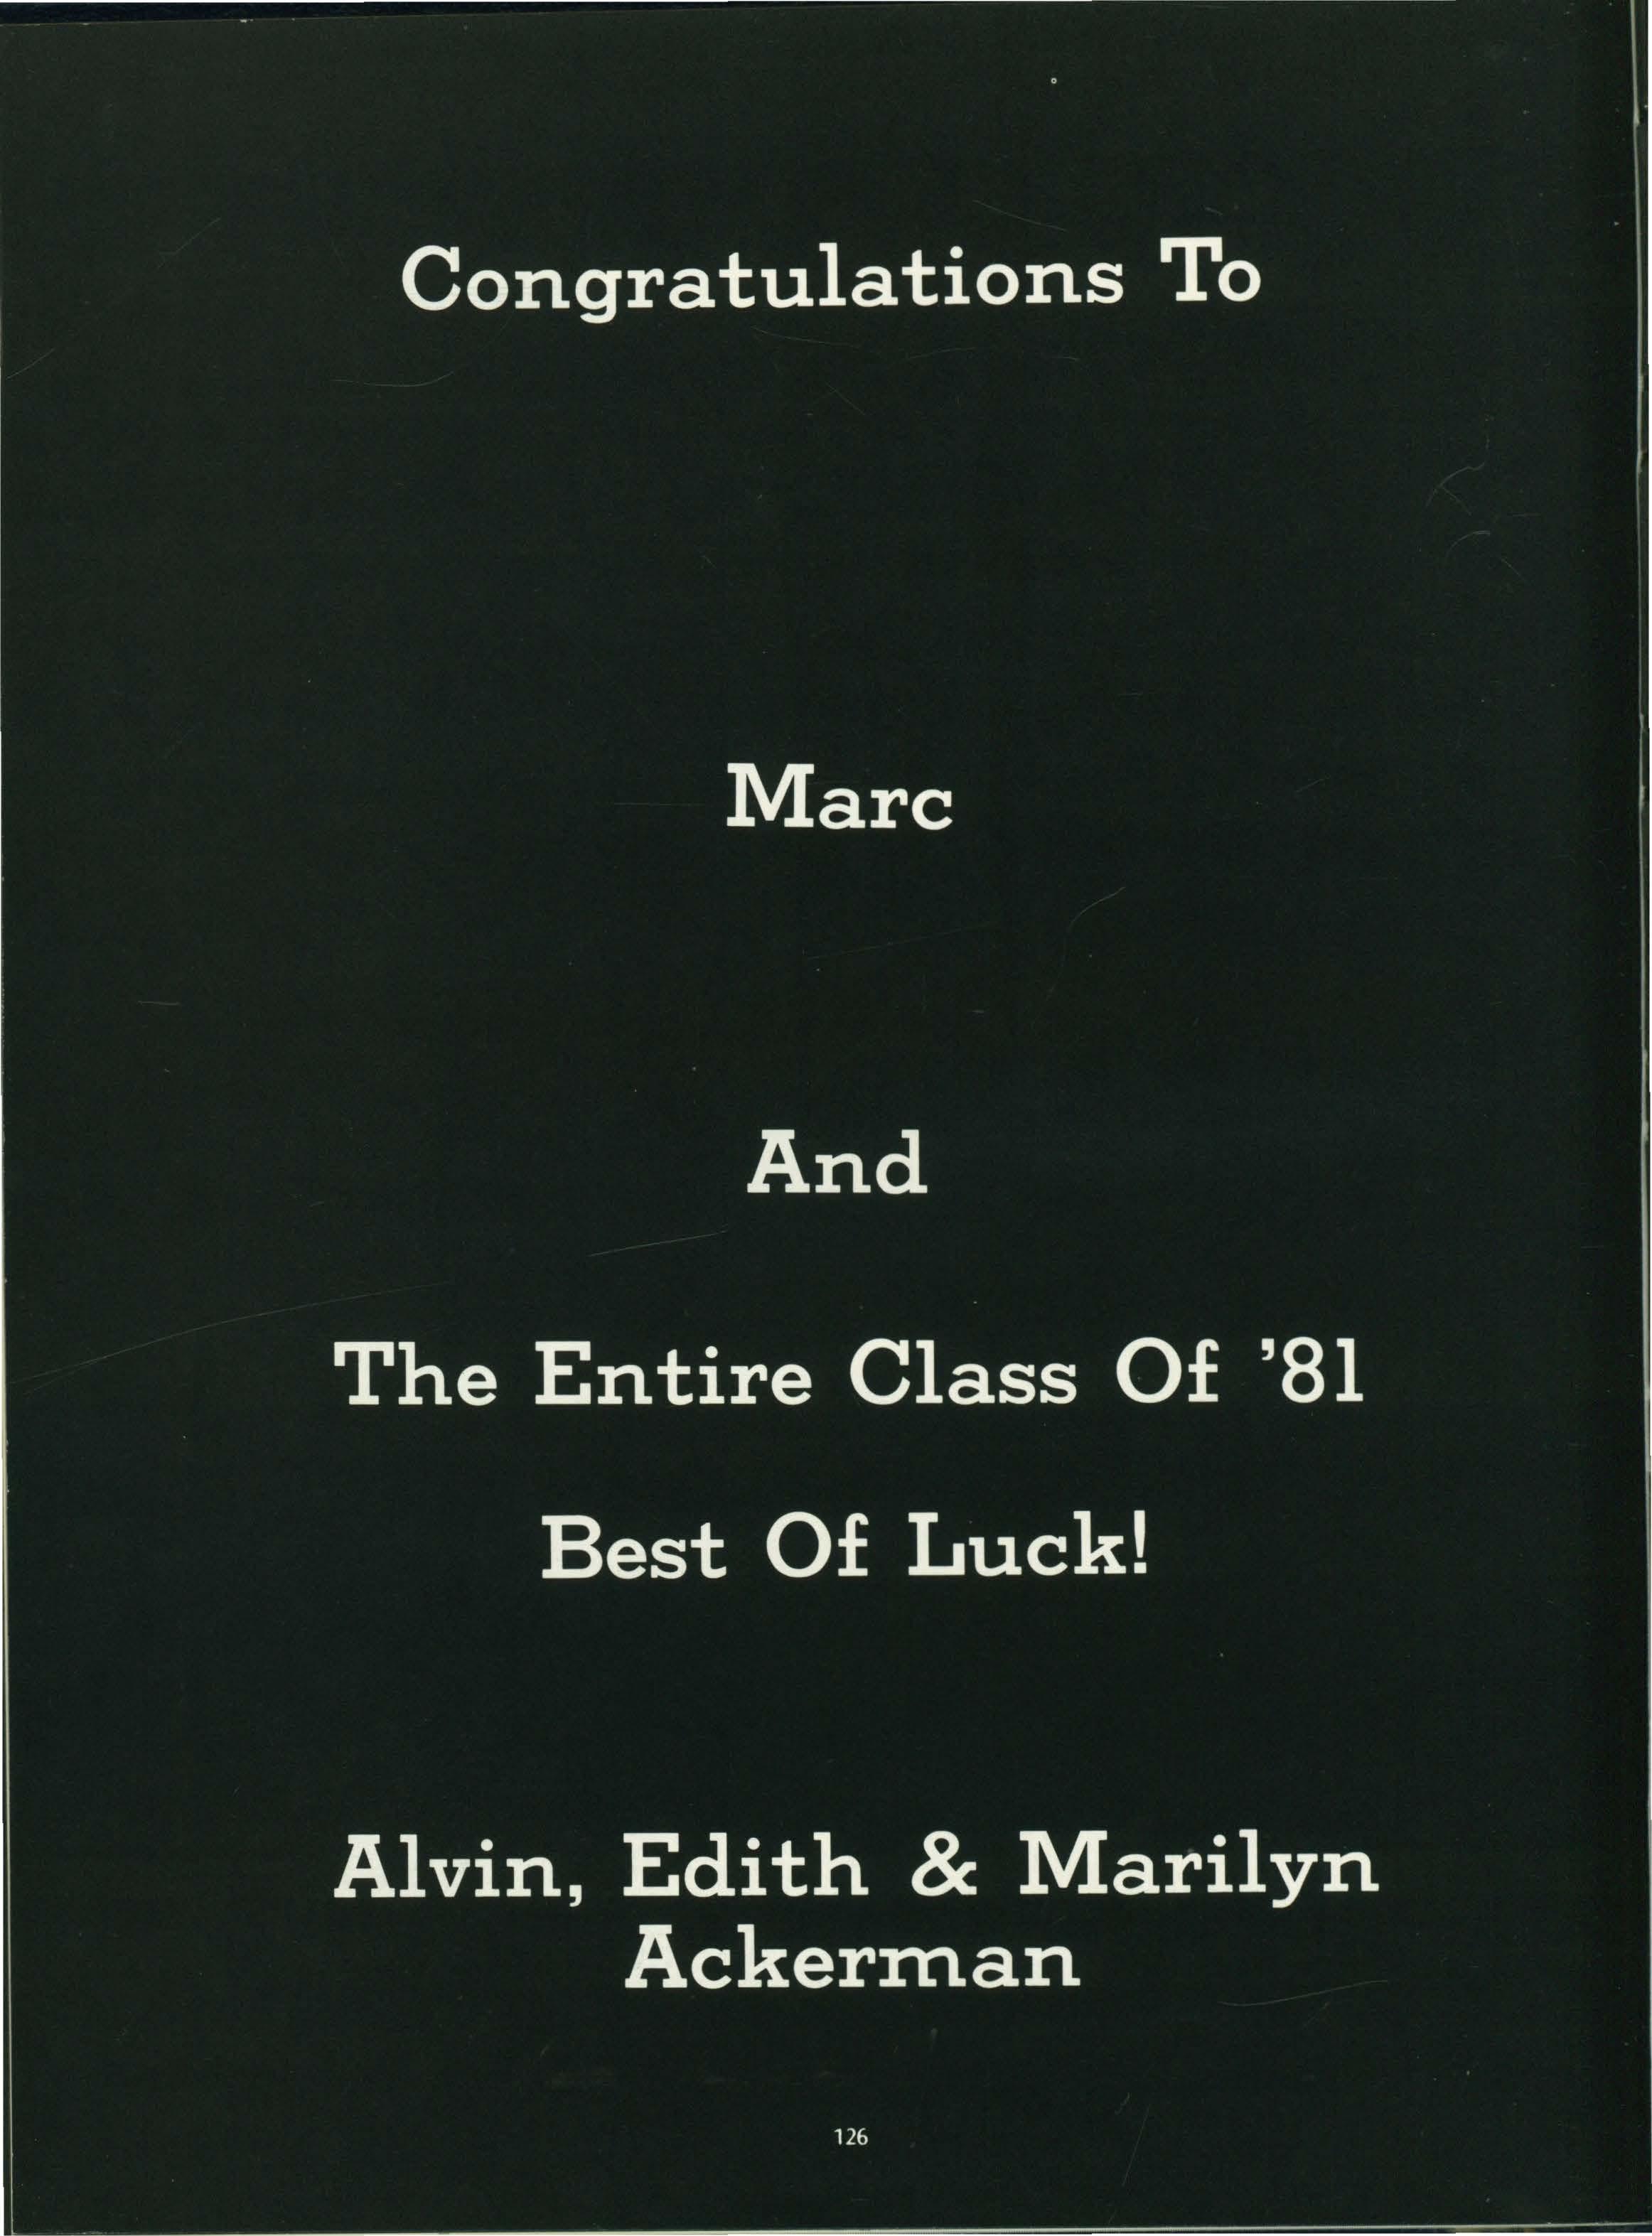 Congratulations To
Marc
And
The Entire Class Of '81
Best Of Luck!
Alvin, Edith & Marilyn
Ackerman
126